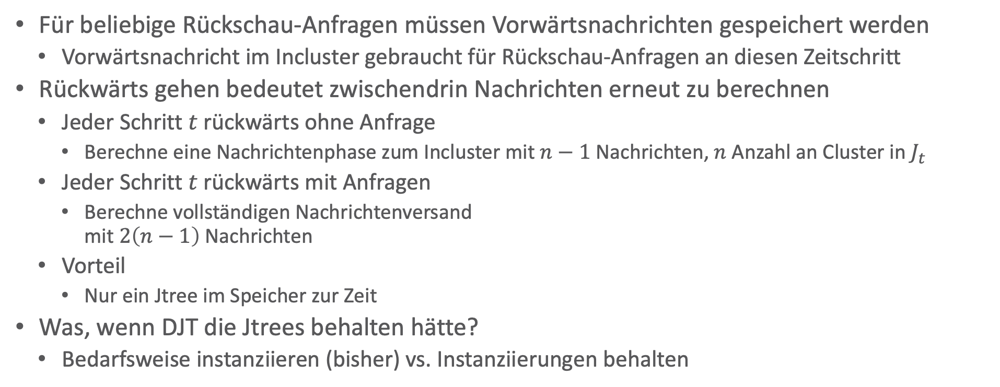 • Für beliebige Rückschau-Anfragen müssen Vorwärtsnachrichten gespeichert werden
• Vorwärtsnachricht im Incluster gebraucht für Rückschau-Anfragen an diesen Zeitschritt
• Rückwärts gehen bedeutet zwischendrin Nachrichten erneut zu berechnen
• Jeder Schritt t rückwärts ohne Anfrage
• Berechne eine Nachrichtenphase zum Incluster mit n − 1 Nachrichten, n Anzahl an Cluster in J_t
• Jeder Schritt t rückwärts mit Anfragen
• Berechne vollständigen Nachrichtenversand
mit 2(n − 1) Nachrichten
• Vorteil
• Nur ein Jtree im Speicher zur Zeit
• Was, wenn DJT die Jtrees behalten hätte?
• Bedarfsweise instanziieren (bisher) vs. Instanziierungen behalten